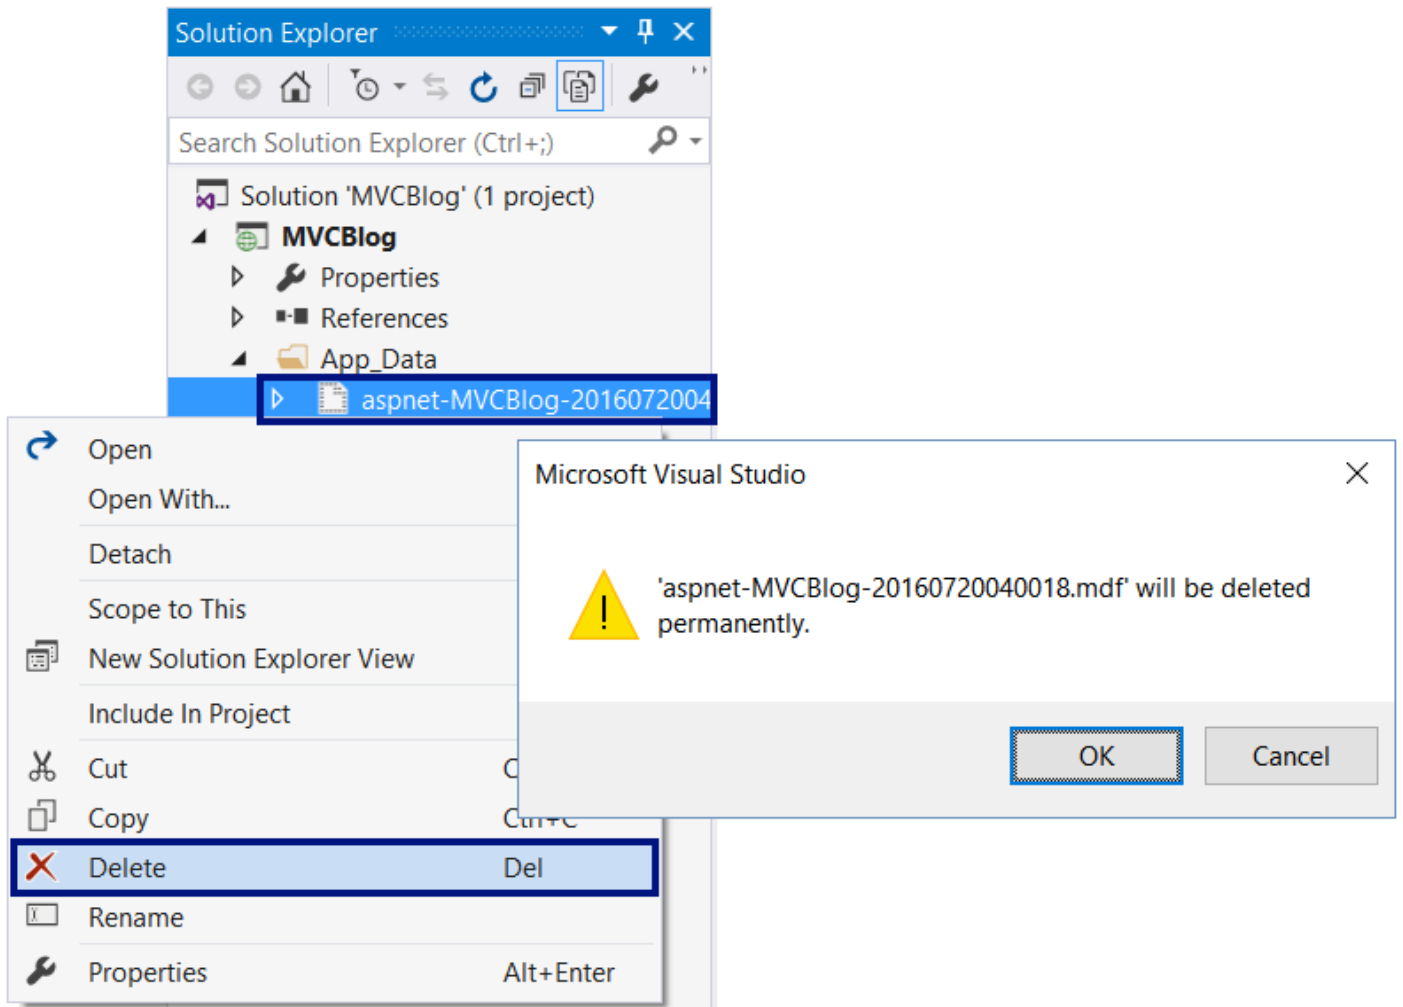 Solution Explorer
Search Solution Explorer (Ctrl+;)
Solution 'MVCBlog' (1 project)
MVCBlog
Properties
References
App_Data
aspnet-MVCBlog-2016072004
Open
Open With...
Detach
Scope to This
New Solution Explorer View
Include In Project
Cut C
Copy Ctrl+C
Delete Del
Rename
Properties Alt+Enter
Microsoft Visual Studio
'aspnet-MVCBlog-20160720040018.mdf' will be deleted
permanently.
OK Cancel